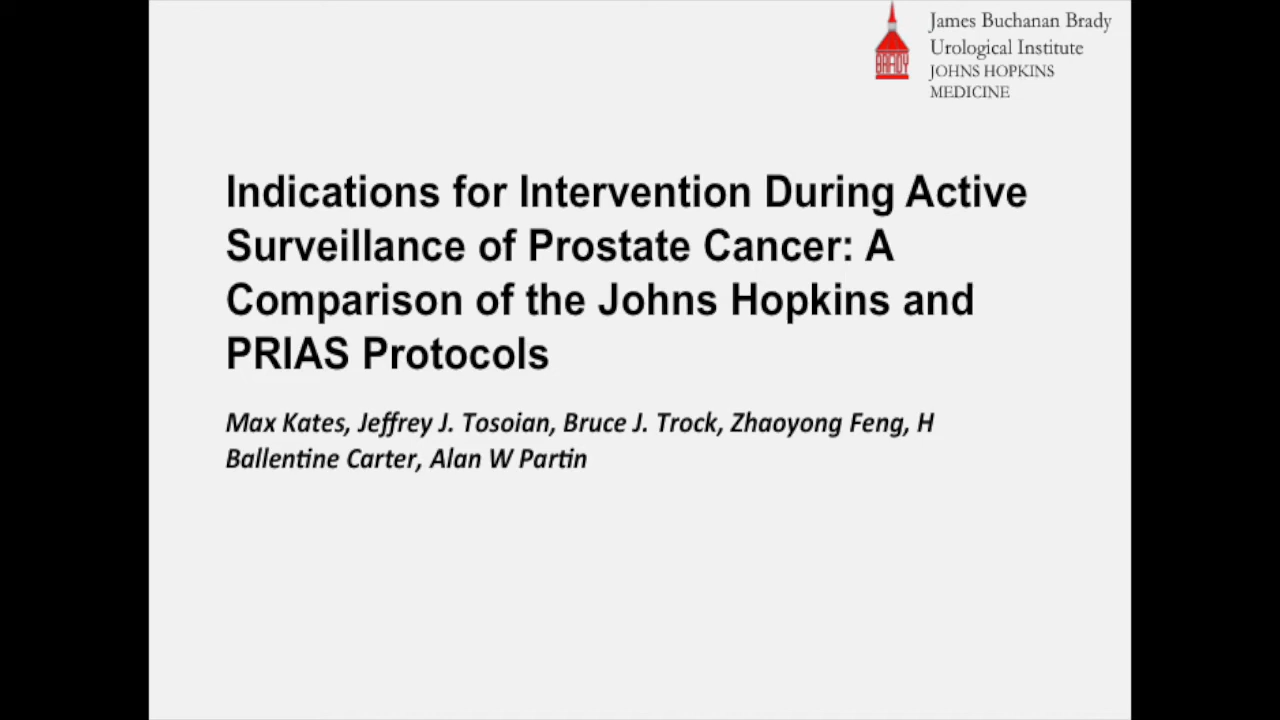 James Buchanan Brady
Urological Institute
JOHNS HOPKINS
MEDICINE
BRADY
Indications for Intervention During Active
Surveillance of Prostate Cancer: A
Comparison of the Johns Hopkins and
PRIAS Protocols
Max Kates, Jeffrey J. Tosoian, Bruce J. Trock, Zhaoyong Feng, H
Ballentine Carter, Alan W Partin